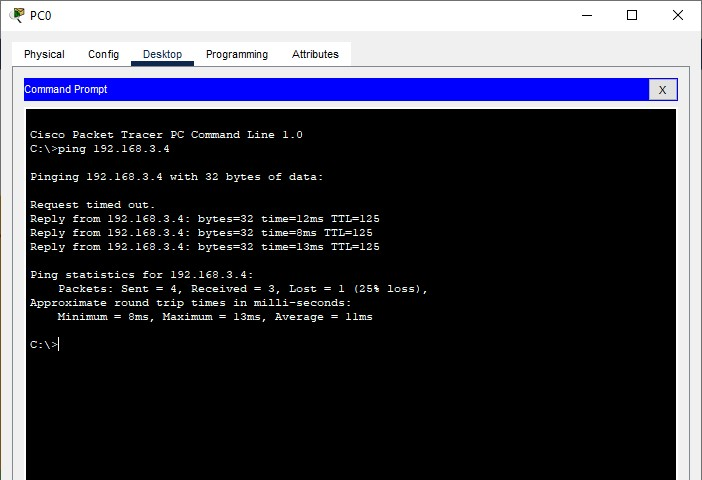 PC0
Physical Config Desktop Programming Attributes
Command Prompt
X
Cisco Packet Tracer PC Command Line 1.0
C:\>ping 192.168.3.4
Pinging 192.168.3.4 with 32 bytes of data:
Request timed out.
Reply from 192.168.3.4: bytes=32 time=12ms TTL=125
Reply from 192.168.3.4: bytes=32 time=8ms TTL=125
Reply from 192.168.3.4: bytes=32 time=13ms TTL=125
Ping statistics for 192.168.3.4:
    Packets: Sent = 4, Received = 3, Lost = 1 (25% loss),
Approximate round trip times in milli-seconds:
    Minimum = 8ms, Maximum = 13ms, Average = 11ms
C:\>